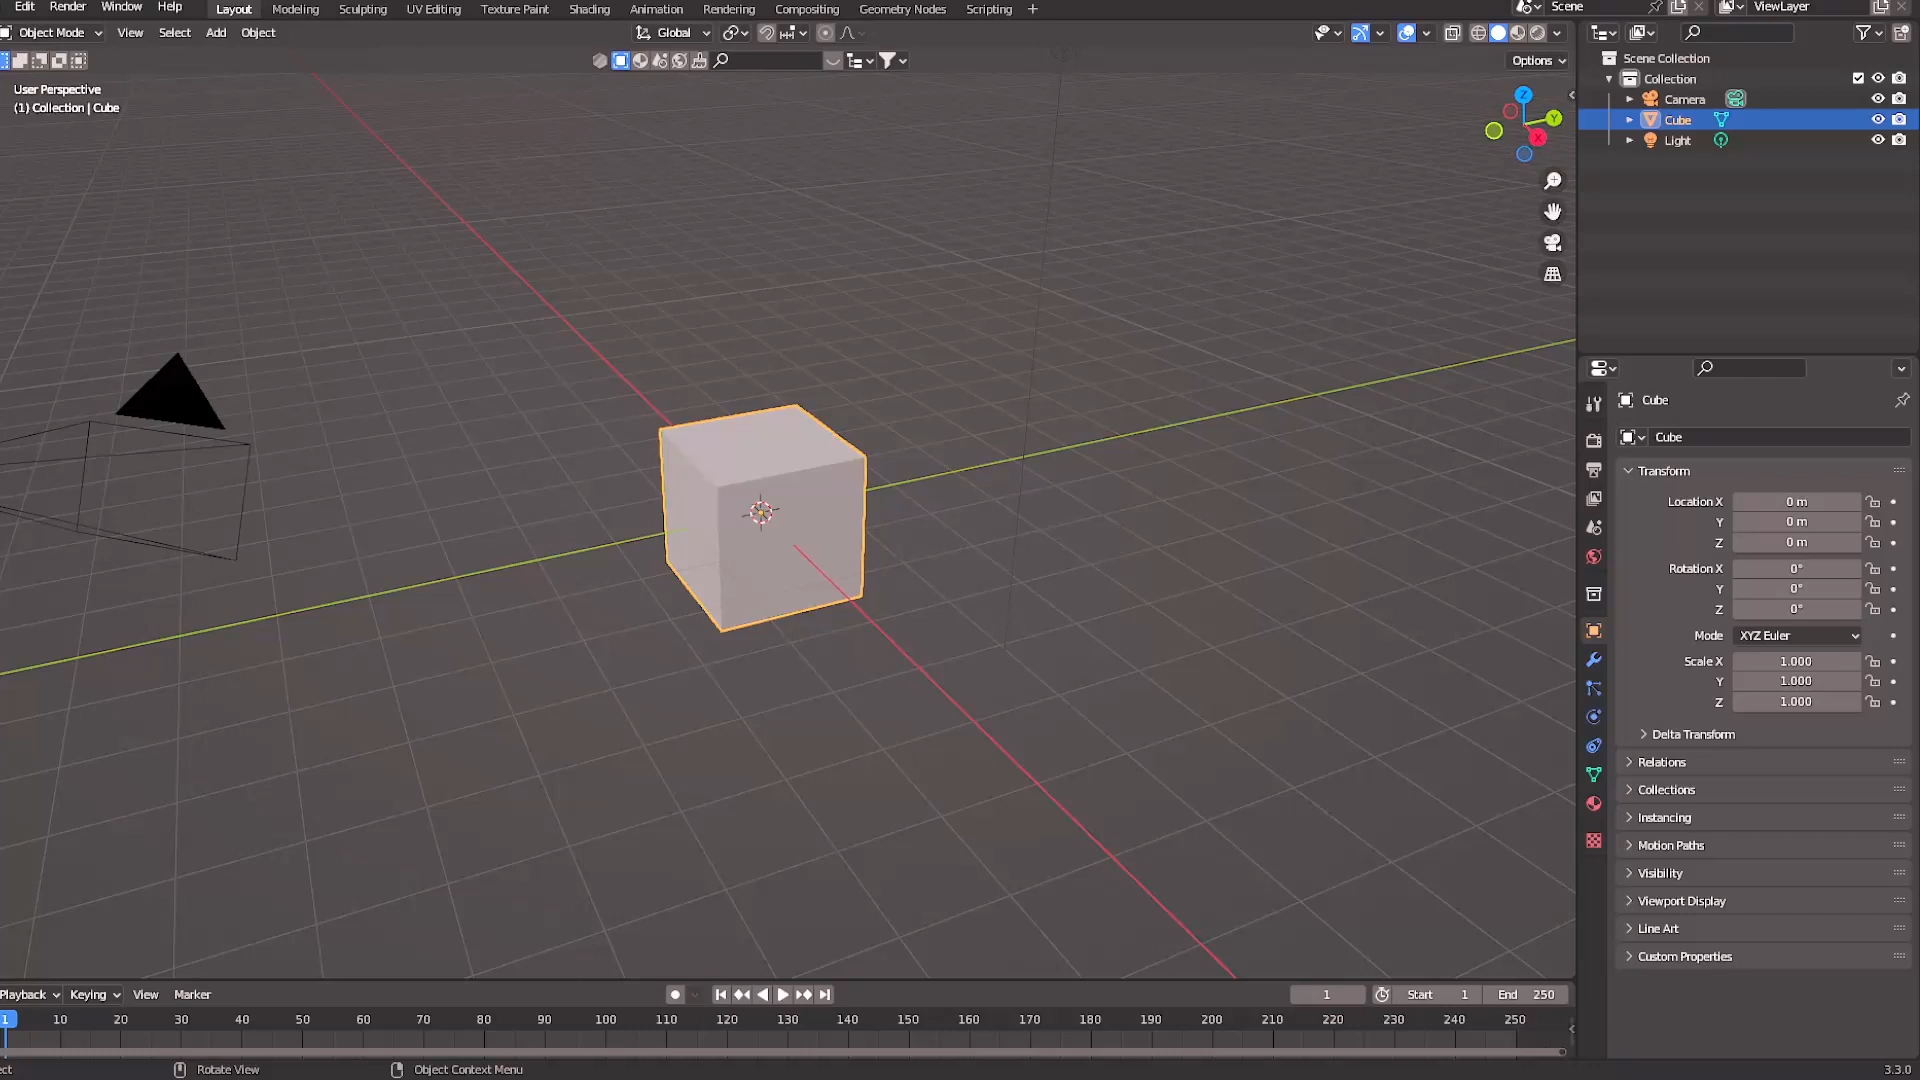 Edit Render Window Help Layout Modeling Sculpting UV Editing Texture Paint Shading Animation Rendering Compositing Geometry Nodes Scripting + Scene ViewLayer
Object Mode View Select Add Object Global
Options
User Perspective
(1) Collection | Cube
Z
Y
X
Scene Collection
Collection
Camera
Cube
Light
Cube
Cube
Transform
Location X 0 m
Y 0 m
Z 0 m
Rotation X 0°
Y 0°
Z 0°
Mode XYZ Euler
Scale X 1.000
Y 1.000
Z 1.000
Delta Transform
Relations
Collections
Instancing
Motion Paths
Visibility
Viewport Display
Line Art
Custom Properties
Playback Keying View Marker 1 Start 1 End 250
1 10 20 30 40 50 60 70 80 90 100 110 120 130 140 150 160 170 180 190 200 210 220 230 240 250
ct Rotate View Object Context Menu 3.3.0